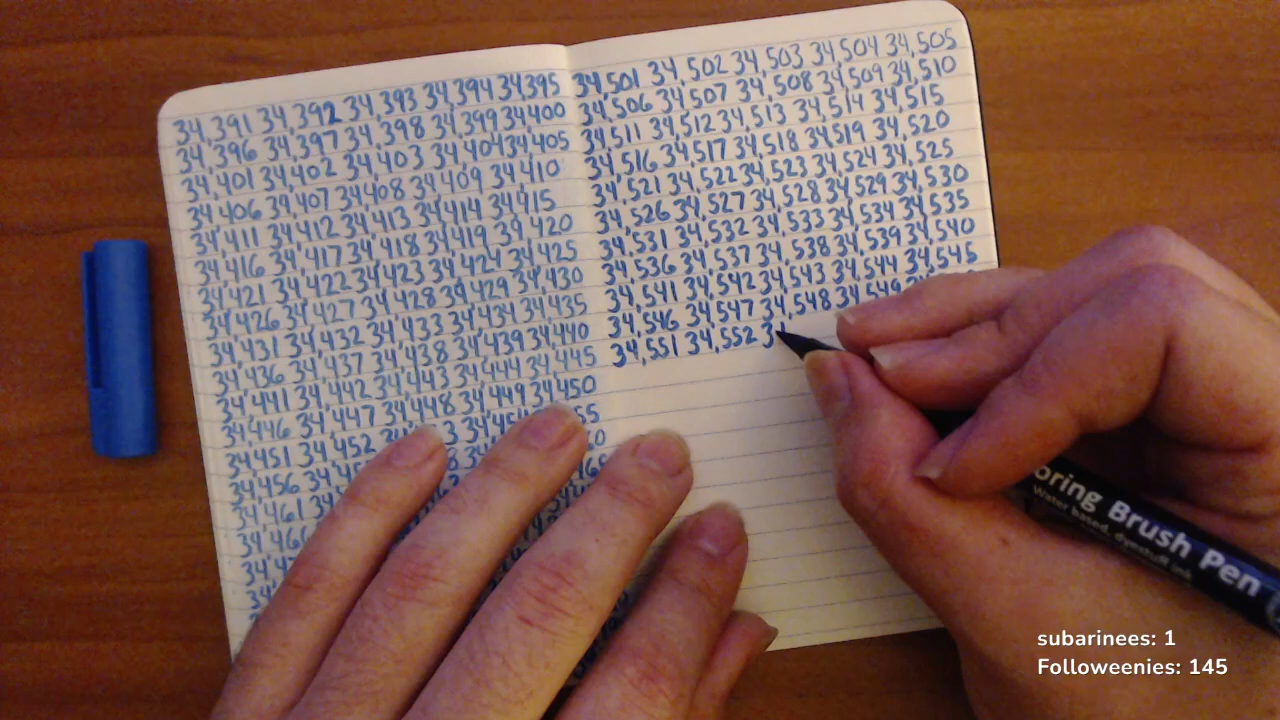 34,391 34,392 34,393 34,394 34,395
34,396 34,397 34,398 34,399 34,400
34,401 34,402 34,403 34,404 34,405
34,406 34,407 34,408 34,409 34,410
34,411 34,412 34,413 34,414 34,415
34,416 34,417 34,418 34,419 34,420
34,421 34,422 34,423 34,424 34,425
34,426 34,427 34,428 34,429 34,430
34,431 34,432 34,433 34,434 34,435
34,436 34,437 34,438 34,439 34,440
34,441 34,442 34,443 34,444 34,445
34,446 34,447 34,448 34,449 34,450
34,451 34,452
34,456
34,461
34,501 34,502 34,503 34,504 34,505
34,506 34,507 34,508 34,509 34,510
34,511 34,512 34,513 34,514 34,515
34,516 34,517 34,518 34,519 34,520
34,521 34,522 34,523 34,524 34,525
34,526 34,527 34,528 34,529 34,530
34,531 34,532 34,533 34,534 34,535
34,536 34,537 34,538 34,539 34,540
34,541 34,542 34,543 34,544 34,545
34,546 34,547 34,548 34,549
34,551 34,552 3
oring Brush Pen
Water based, dyestuff ink
subarinees: 1
Followeenies: 145